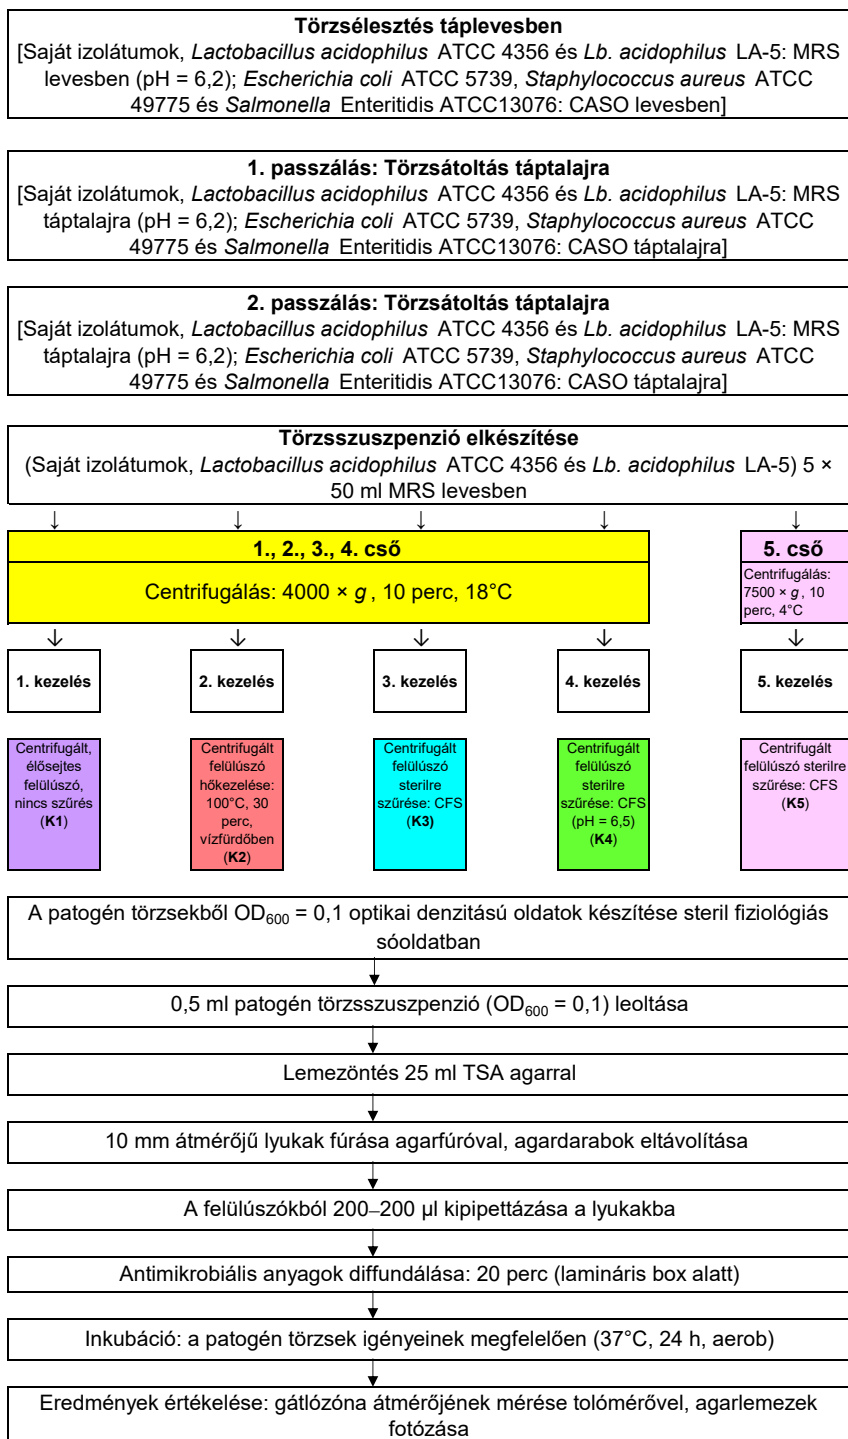 Törzsélesztés táplevesben
[Saját izolátumok, Lactobacillus acidophilus ATCC 4356 és Lb. acidophilus LA-5: MRS
levesben (pH = 6,2); Escherichia coli ATCC 5739, Staphylococcus aureus ATCC
49775 és Salmonella Enteritidis ATCC13076: CASO levesben]
1. passzálás: Törzsátoltás táptalajra
[Saját izolátumok, Lactobacillus acidophilus ATCC 4356 és Lb. acidophilus LA-5: MRS
táptalajra (pH = 6,2); Escherichia coli ATCC 5739, Staphylococcus aureus ATCC
49775 és Salmonella Enteritidis ATCC13076: CASO táptalajra]
2. passzálás: Törzsátoltás táptalajra
[Saját izolátumok, Lactobacillus acidophilus ATCC 4356 és Lb. acidophilus LA-5: MRS
táptalajra (pH = 6,2); Escherichia coli ATCC 5739, Staphylococcus aureus ATCC
49775 és Salmonella Enteritidis ATCC13076: CASO táptalajra]
Törzsszuszpenzió elkészítése
(Saját izolátumok, Lactobacillus acidophilus ATCC 4356 és Lb. acidophilus LA-5) 5 ×
50 ml MRS levesben
1., 2., 3., 4. cső
Centrifugálás: 4000 × g , 10 perc, 18°C
5. cső
Centrifugálás:
7500 × g , 10
perc, 4°C
1. kezelés
2. kezelés
3. kezelés
4. kezelés
5. kezelés
Centrifugált,
élősejtes
felülúszó,
nincs szűrés
(K1)
Centrifugált
felülúszó
hőkezelése:
100°C, 30
perc,
vízfürdőben
(K2)
Centrifugált
felülúszó
sterilre
szűrése: CFS
(K3)
Centrifugált
felülúszó
sterilre
szűrése: CFS
(pH = 6,5)
(K4)
Centrifugált
felülúszó sterilre
szűrése: CFS
(K5)
A patogén törzsekből OD600 = 0,1 optikai denzitású oldatok készítése steril fiziológiás
sóoldatban
0,5 ml patogén törzsszuszpenzió (OD600 = 0,1) leoltása
Lemezöntés 25 ml TSA agarral
10 mm átmérőjű lyukak fúrása agarfúróval, agardarabok eltávolítása
A felülúszókból 200–200 µl kipipettázása a lyukakba
Antimikrobiális anyagok diffundálása: 20 perc (lamináris box alatt)
Inkubáció: a patogén törzsek igényeinek megfelelően (37°C, 24 h, aerob)
Eredmények értékelése: gátlózóna átmérőjének mérése tolómérővel, agarlemezek
fotózása